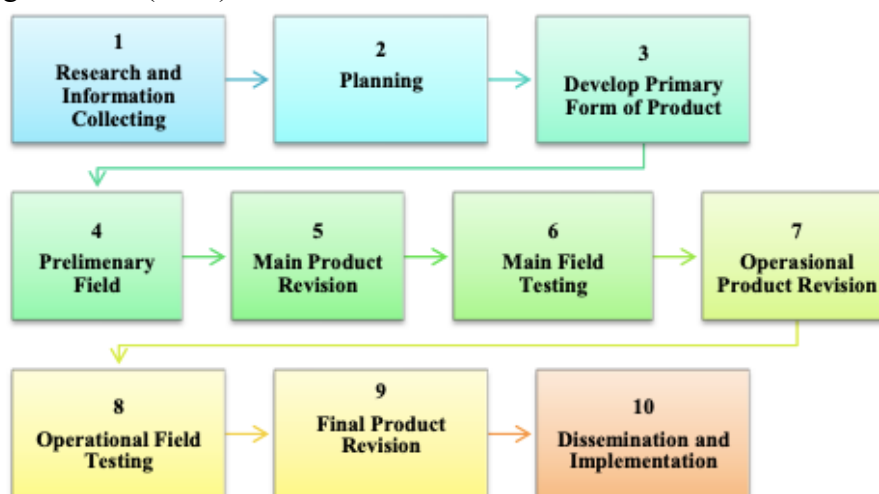 1
Research and
Information
Collecting
2
Planning
3
Develop Primary
Form of Product
4
Prelimenary
Field
5
Main Product
Revision
6
Main Field
Testing
7
Operasional
Product Revision
8
Operational Field
Testing
9
Final Product
Revision
10
Dissemination and
Implementation